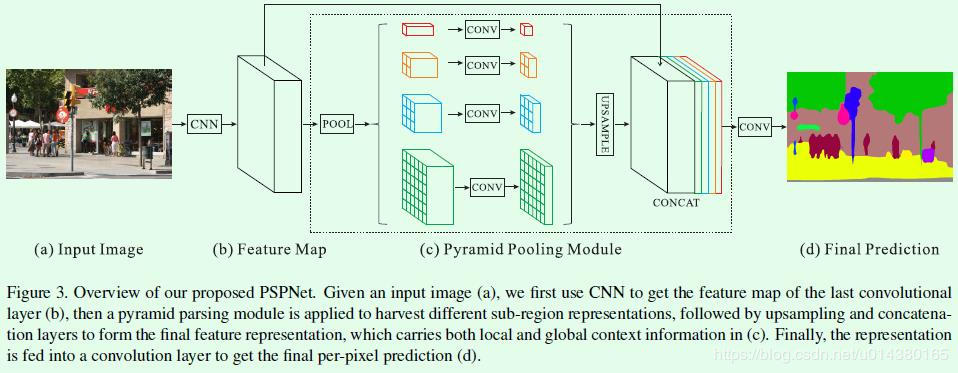 CNN
POOL
CONV
CONV
CONV
CONV
UPSAMPLE
CONCAT
CONV
(a) Input Image
(b) Feature Map
(c) Pyramid Pooling Module
(d) Final Prediction
Figure 3. Overview of our proposed PSPNet. Given an input image (a), we first use CNN to get the feature map of the last convolutional
layer (b), then a pyramid parsing module is applied to harvest different sub-region representations, followed by upsampling and concatena-
tion layers to form the final feature representation, which carries both local and global context information in (c). Finally, the representation
is fed into a convolution layer to get the final per-pixel prediction (d).
https://blog.csdn.net/u014380165